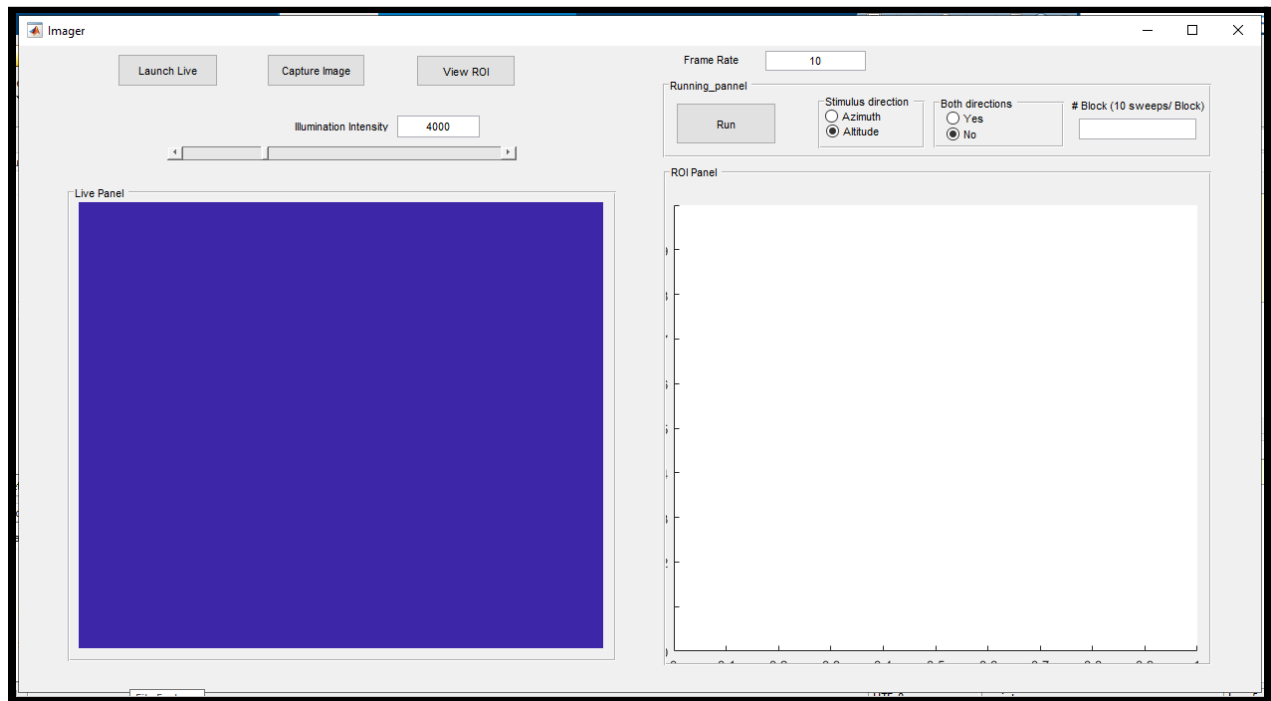 Imager
Launch Live
Capture Image
View ROI
Frame Rate
10
Running_pannel
Run
Stimulus direction
Azimuth
Altitude
Both directions
Yes
No
# Block (10 sweeps/ Block)
Illumination Intensity
4000
Live Panel
ROI Panel